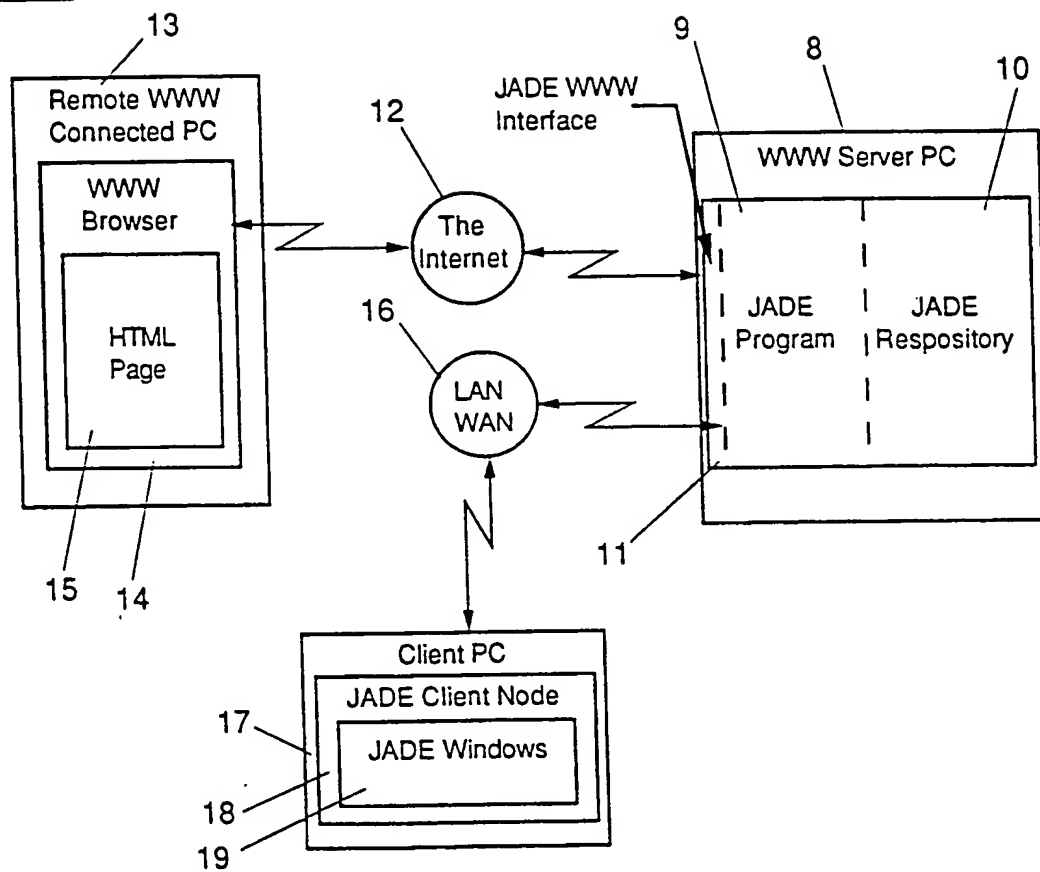 13
Remote WWW
Connected PC
WWW
Browser
HTML
Page
15
14
12
The
Internet
16
LAN
WAN
JADE WWW
Interface
9
8
10
WWW Server PC
JADE
Program
JADE
Respository
11
Client PC
JADE Client Node
JADE Windows
17
18
19